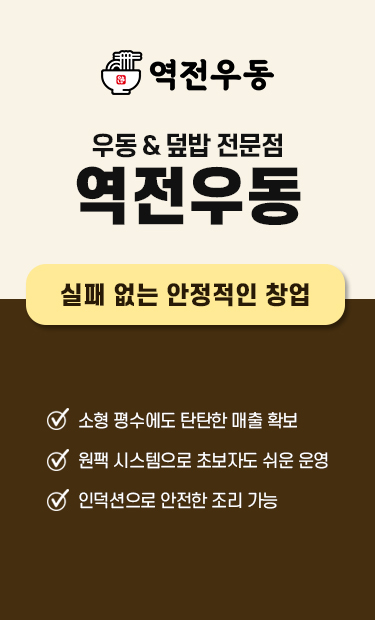 역전우동
우동 & 덮밥 전문점
역전우동
실패 없는 안정적인 창업
소형 평수에도 탄탄한 매출 확보
원팩 시스템으로 초보자도 쉬운 운영
인덕션으로 안전한 조리 가능